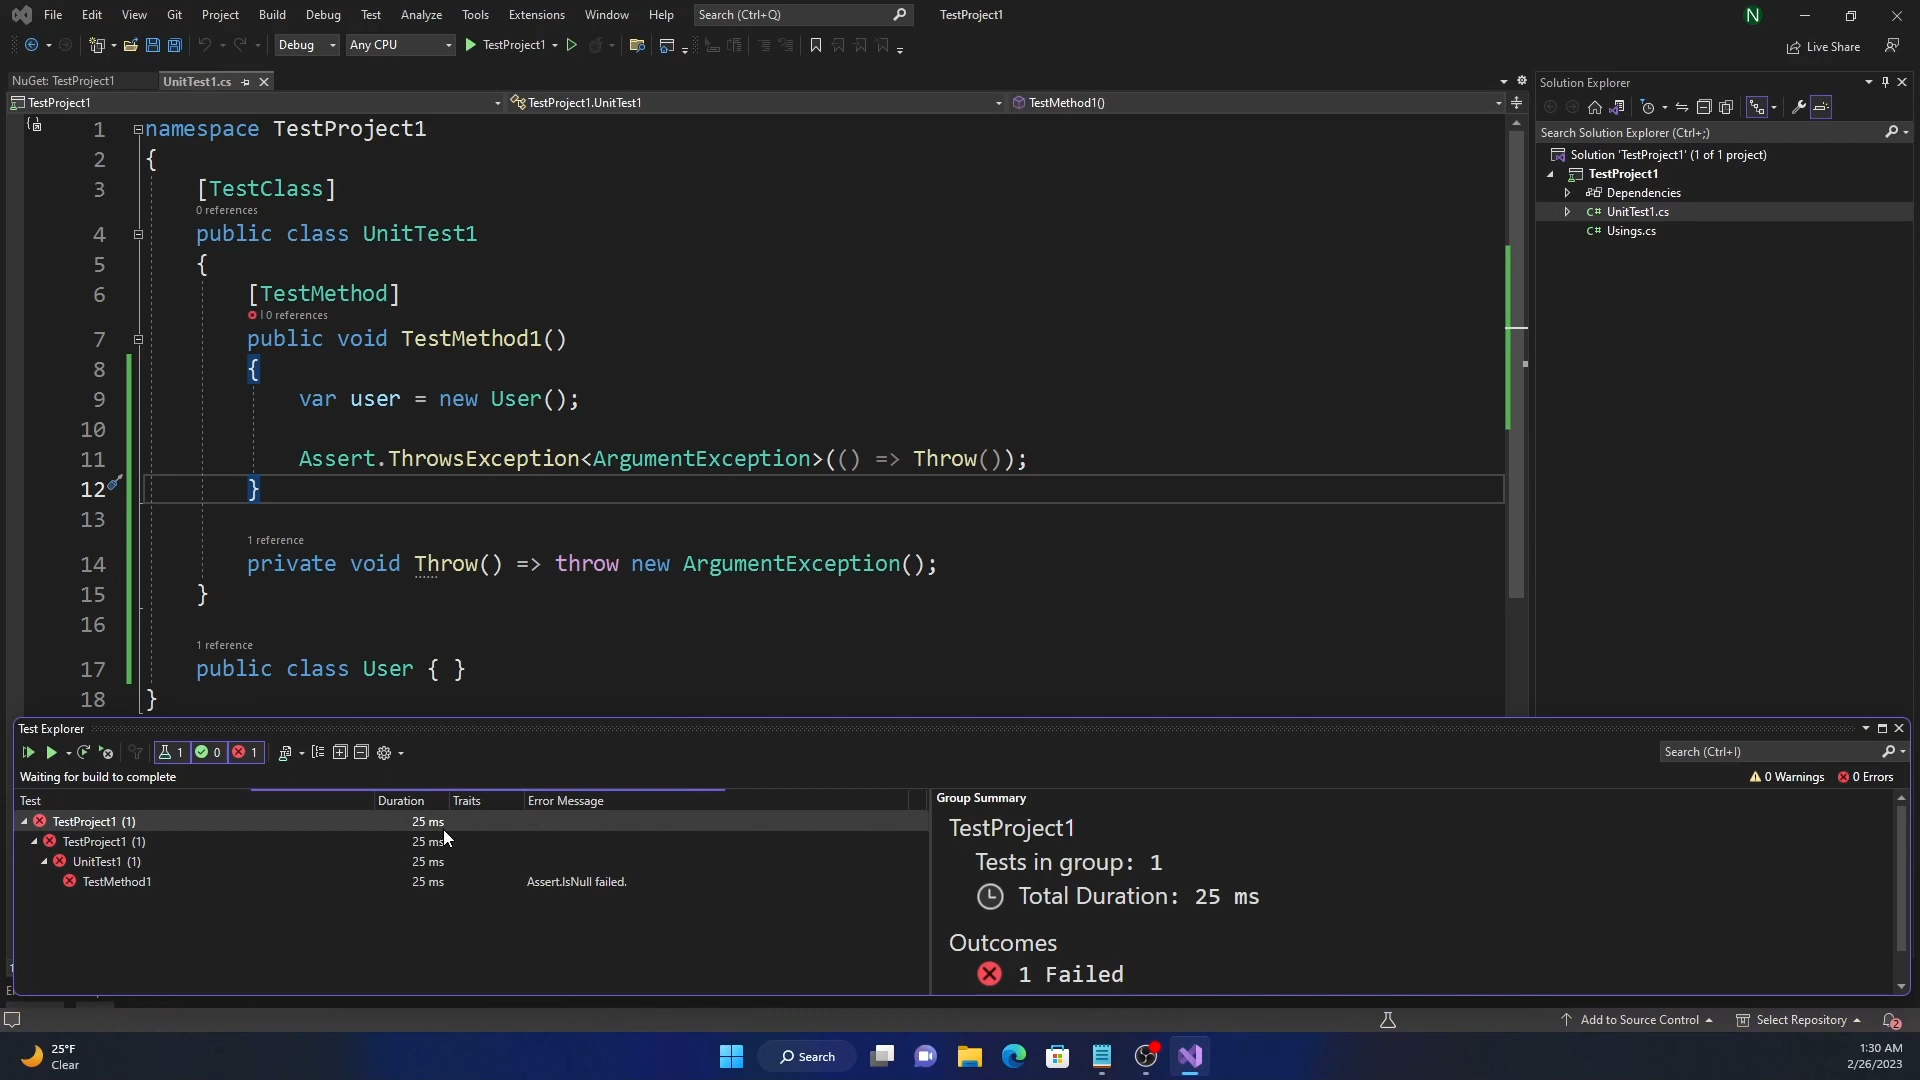 File Edit View Git Project Build Debug Test Analyze Tools Extensions Window Help Search (Ctrl+Q) TestProject1 N
Debug Any CPU TestProject1 Live Share
NuGet: TestProject1 UnitTest1.cs
TestProject1 TestProject1.UnitTest1 TestMethod1()
1 namespace TestProject1
2 {
3 [TestClass]
0 references
4 public class UnitTest1
5 {
6 [TestMethod]
0 references
7 public void TestMethod1()
8 {
9 var user = new User();
10
11 Assert.ThrowsException<ArgumentException>(() => Throw());
12 }
13
1 reference
14 private void Throw() => throw new ArgumentException();
15 }
16
1 reference
17 public class User { }
18 }
Solution Explorer
Search Solution Explorer (Ctrl+;)
Solution 'TestProject1' (1 of 1 project)
TestProject1
Dependencies
C# UnitTest1.cs
C# Usings.cs
Test Explorer
1 0 1 Search (Ctrl+I)
Waiting for build to complete 0 Warnings 0 Errors
Test Duration Traits Error Message
TestProject1 (1) 25 ms
TestProject1 (1) 25 ms
UnitTest1 (1) 25 ms
TestMethod1 25 ms Assert.IsNull failed.
Group Summary
TestProject1
Tests in group: 1
Total Duration: 25 ms
Outcomes
1 Failed
Add to Source Control Select Repository 2
25°F
Clear
Search
1:30 AM
2/26/2023